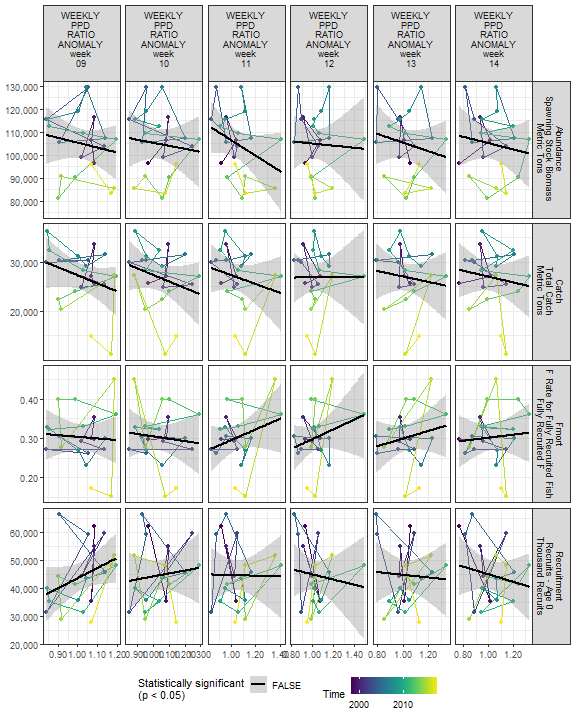 WEEKLY
PPD
RATIO
ANOMALY
week
09
WEEKLY
PPD
RATIO
ANOMALY
week
10
WEEKLY
PPD
RATIO
ANOMALY
week
11
WEEKLY
PPD
RATIO
ANOMALY
week
12
WEEKLY
PPD
RATIO
ANOMALY
week
13
WEEKLY
PPD
RATIO
ANOMALY
week
14
130,000
120,000
110,000
100,000
90,000
80,000
Abundance
Spawning Stock Biomass
Metric Tons
30,000
20,000
Catch
Total Catch
Metric Tons
0.40
0.30
0.20
Fmort
F Rate for Fully Recruited Fish
Fully Recruited F
60,000
50,000
40,000
30,000
20,000
Recruitment
Recruits - Age 0
Thousand Recruits
0.90 1.00 1.10 1.20
1.00 1.20
1.00 1.20 1.40
1.00 1.20 1.40
0.80 1.00 1.20
0.80 1.00 1.20
Statistically significant
(p < 0.05)
FALSE
Time
2000 2010